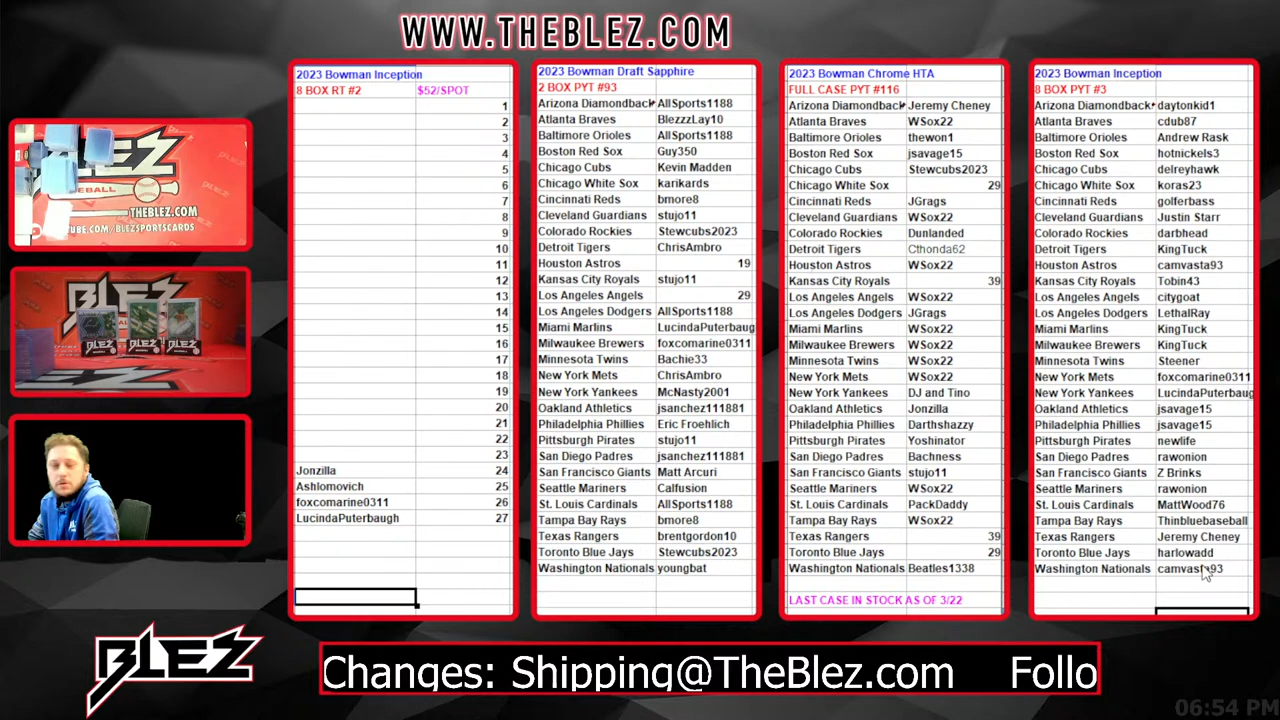 WWW.THEBLEZ.COM
BLEZ
BASEBALL
THEBLEZ.COM
BLEZ
BLEZ
2023 Bowman Inception
8 BOX RT #2 $52/SPOT
1
2
3
4
5
6
7
8
9
10
11
12
13
14
15
16
17
18
19
20
21
22
23
Jonzilla 24
Ashlomovich 25
foxcomarine0311 26
LucindaPuterbaugh 27
2023 Bowman Draft Sapphire
2 BOX PYT #93
Arizona Diamondback AllSports1188
Atlanta Braves BlezzzLay10
Baltimore Orioles AllSports1188
Boston Red Sox Guy350
Chicago Cubs Kevin Madden
Chicago White Sox karikards
Cincinnati Reds bmore8
Cleveland Guardians stujo11
Colorado Rockies Stewcubs2023
Detroit Tigers ChrisAmbro
Houston Astros 19
Kansas City Royals stujo11
Los Angeles Angels 29
Los Angeles Dodgers AllSports1188
Miami Marlins LucindaPuterbaug
Milwaukee Brewers foxcomarine0311
Minnesota Twins Bachie33
New York Mets ChrisAmbro
New York Yankees McNasty2001
Oakland Athletics jsanchez111881
Philadelphia Phillies Eric Froehlich
Pittsburgh Pirates stujo11
San Diego Padres jsanchez111881
San Francisco Giants Matt Arcuri
Seattle Mariners Calfusion
St. Louis Cardinals AllSports1188
Tampa Bay Rays bmore8
Texas Rangers brentgordon10
Toronto Blue Jays Stewcubs2023
Washington Nationals youngbat
2023 Bowman Chrome HTA
FULL CASE PYT #116
Arizona Diamondback Jeremy Cheney
Atlanta Braves WSox22
Baltimore Orioles thewon1
Boston Red Sox jsavage15
Chicago Cubs Stewcubs2023
Chicago White Sox 29
Cincinnati Reds JGrags
Cleveland Guardians WSox22
Colorado Rockies Dunlanded
Detroit Tigers Cthonda62
Houston Astros WSox22
Kansas City Royals 39
Los Angeles Angels WSox22
Los Angeles Dodgers JGrags
Miami Marlins WSox22
Milwaukee Brewers WSox22
Minnesota Twins WSox22
New York Mets WSox22
New York Yankees DJ and Tino
Oakland Athletics Jonzilla
Philadelphia Phillies Darthshazzy
Pittsburgh Pirates Yoshinator
San Diego Padres Bachness
San Francisco Giants stujo11
Seattle Mariners WSox22
St. Louis Cardinals PackDaddy
Tampa Bay Rays WSox22
Texas Rangers 39
Toronto Blue Jays 29
Washington Nationals Beatles1338
LAST CASE IN STOCK AS OF 3/22
2023 Bowman Inception
8 BOX PYT #3
Arizona Diamondback daytonkid1
Atlanta Braves cdub87
Baltimore Orioles Andrew Rask
Boston Red Sox hotnickels3
Chicago Cubs delreyhawk
Chicago White Sox koras23
Cincinnati Reds golferbass
Cleveland Guardians Justin Starr
Colorado Rockies darbhead
Detroit Tigers KingTuck
Houston Astros camvasta93
Kansas City Royals Tobin43
Los Angeles Angels citygoat
Los Angeles Dodgers LethalRay
Miami Marlins KingTuck
Milwaukee Brewers KingTuck
Minnesota Twins Steener
New York Mets foxcomarine0311
New York Yankees LucindaPuterbaug
Oakland Athletics jsavage15
Philadelphia Phillies jsavage15
Pittsburgh Pirates newlife
San Diego Padres rawonion
San Francisco Giants Z Brinks
Seattle Mariners rawonion
St. Louis Cardinals MattWood76
Tampa Bay Rays Thinbluebaseball
Texas Rangers Jeremy Cheney
Toronto Blue Jays harlowadd
Washington Nationals camvasta93
BLEZ
Changes: Shipping@TheBlez.com Follo
06:54 PM